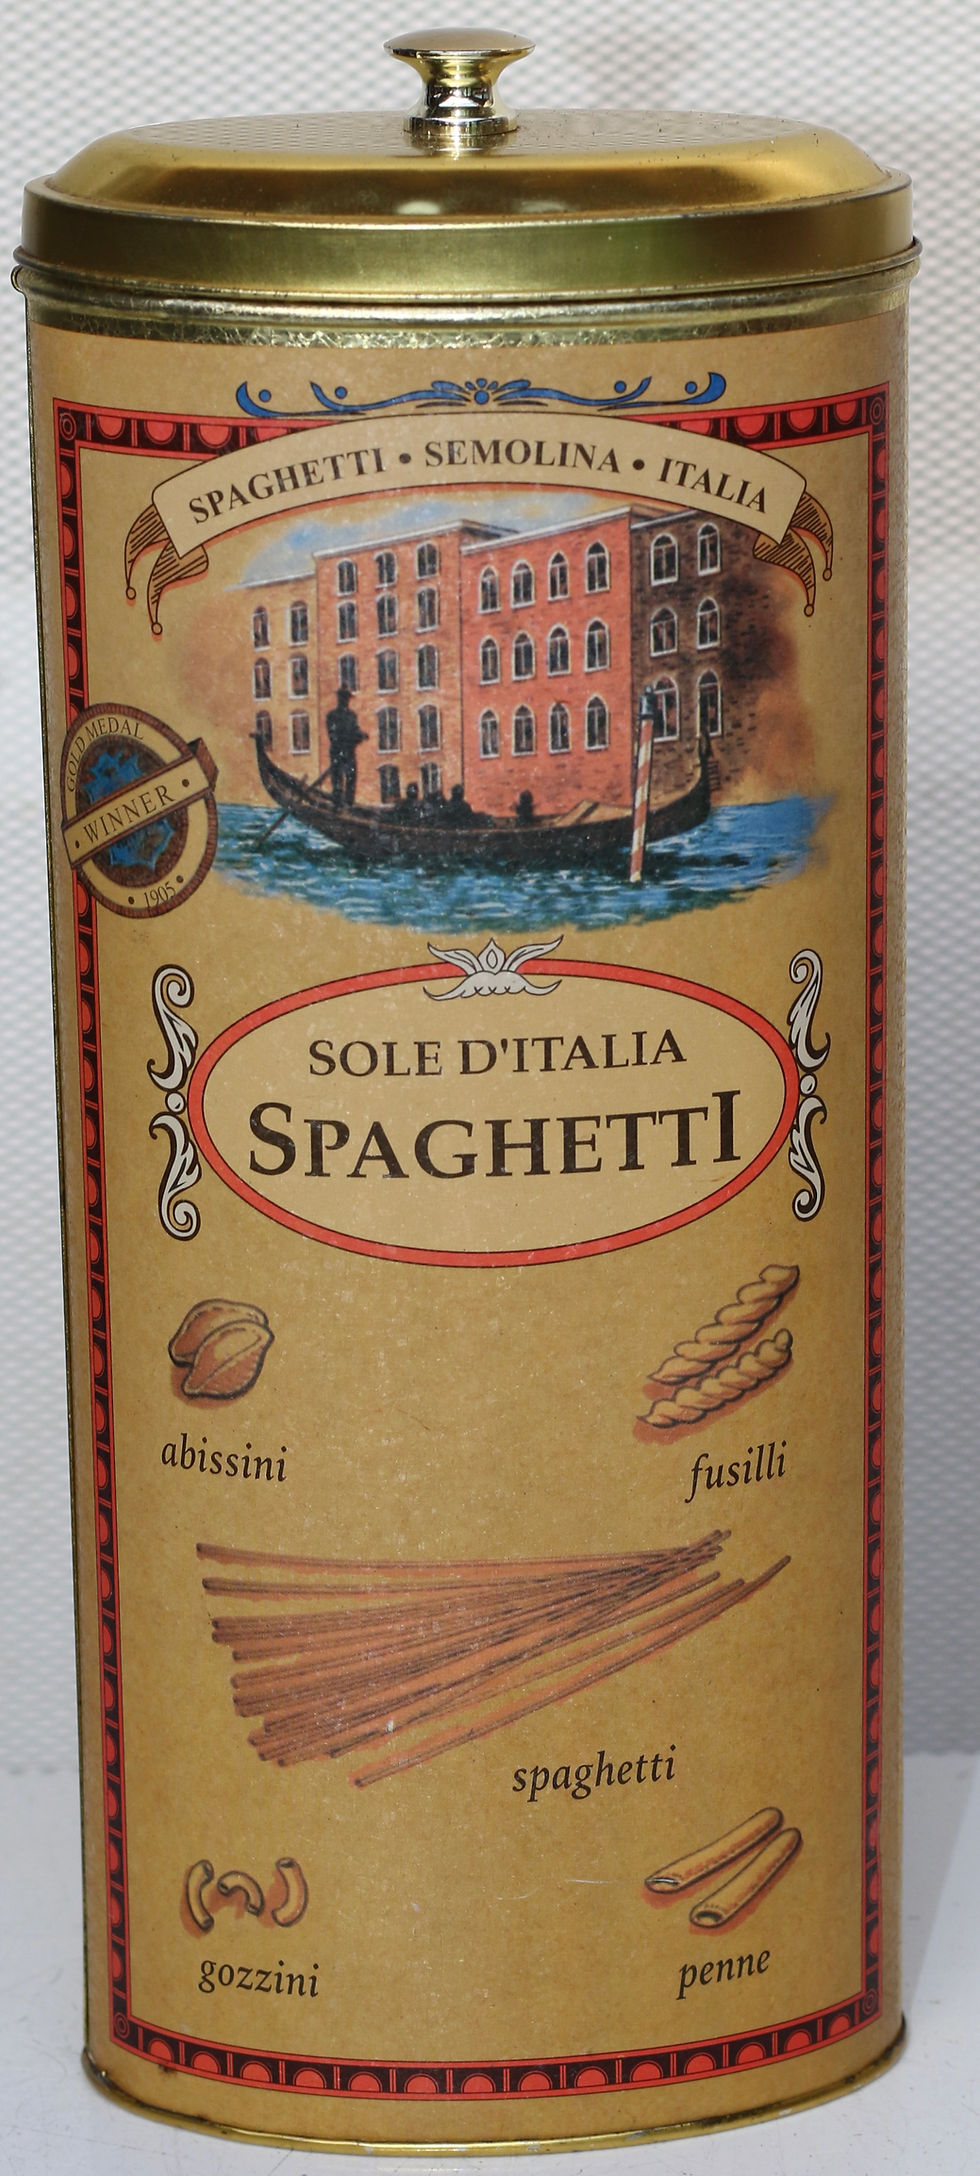 SPAGHETTI • SEMOLINA • ITALIA
GOLD MEDAL
• WINNER •
• 1905 •
SOLE D'ITALIA
SPAGHETTI
abissini
fusilli
spaghetti
gozzini
penne